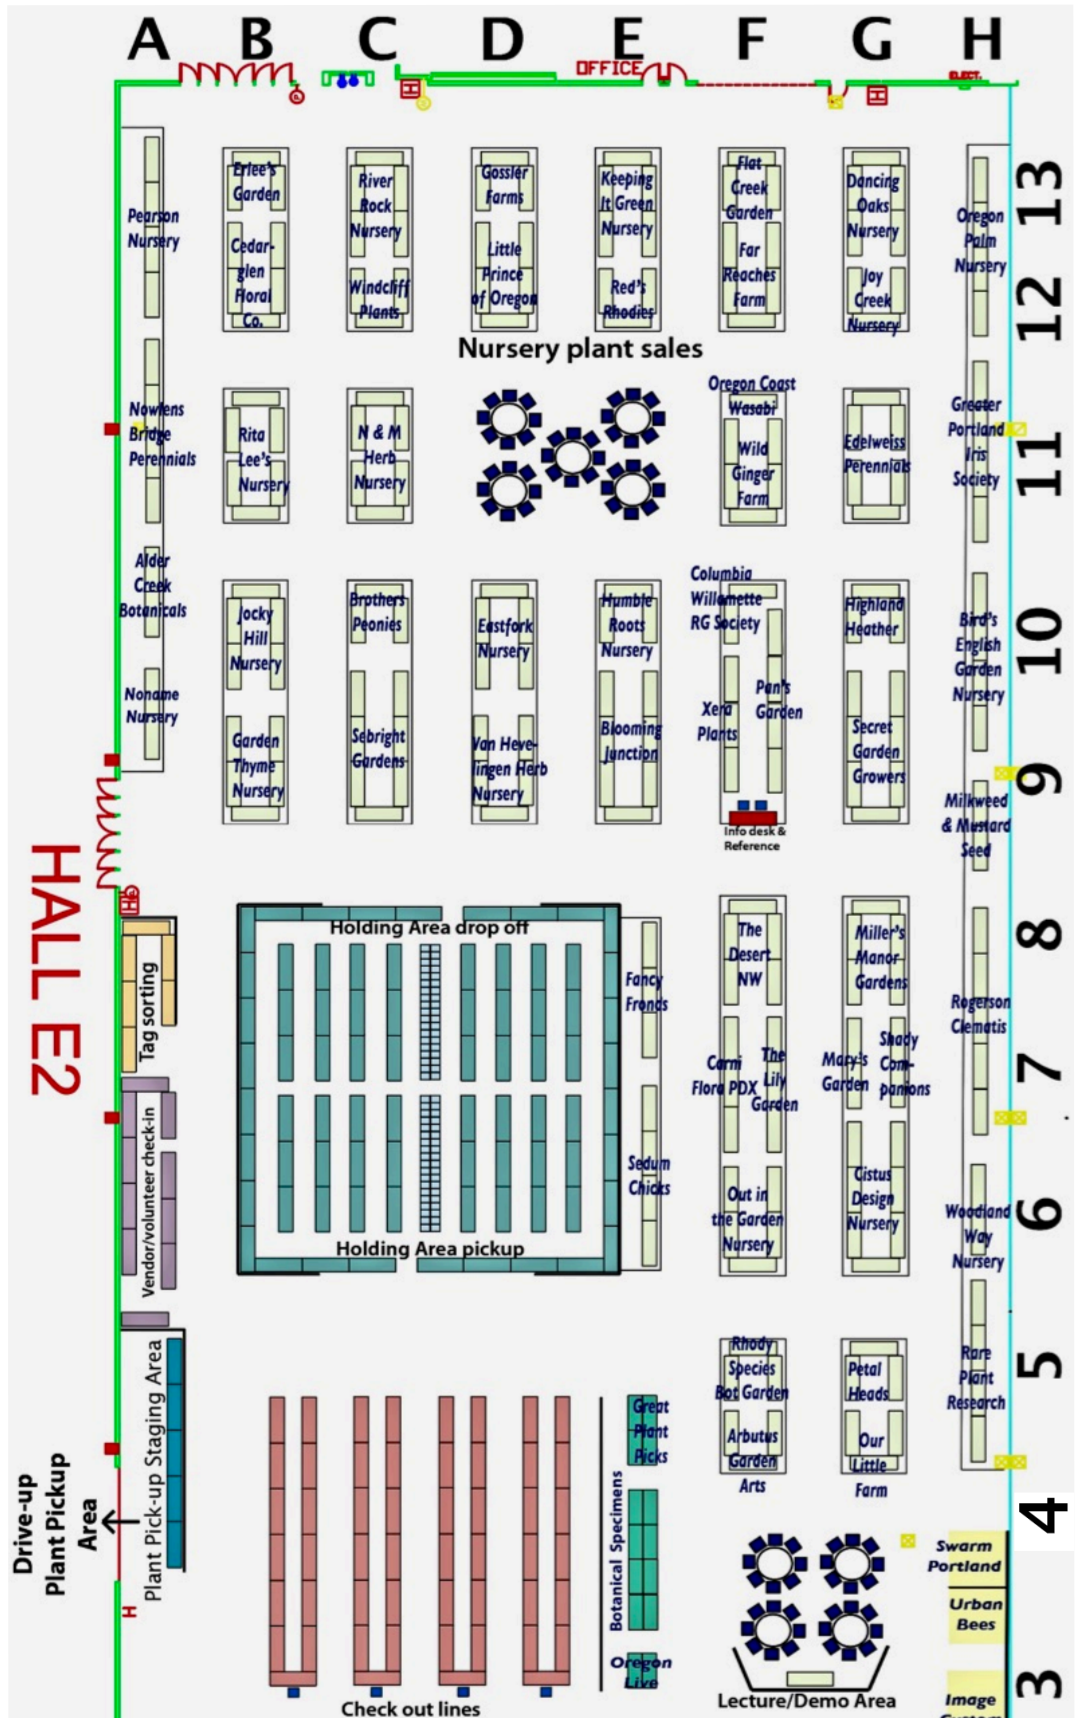 A B C D E F G H
OFFICE
ELECT.
13
12
11
10
9
8
7
6
5
4
3
HALL E2
Pearson
Nursery
Nowlens
Bridge
Perennials
Alder
Creek
Botanicals
Noname
Nursery
Erlee's
Garden
Cedar-
glen
Floral
Co.
Rita
Lee's
Nursery
Jocky
Hill
Nursery
Garden
Thyme
Nursery
River
Rock
Nursery
Windcliff
Plants
N & M
Herb
Nursery
Brothers
Peonies
Sebright
Gardens
Gossler
Farms
Little
Prince
of Oregon
Nursery plant sales
Eastfork
Nursery
Van Heve-
lingen Herb
Nursery
Keeping
It Green
Nursery
Red's
Rhodies
Humble
Roots
Nursery
Blooming
Junction
Flat
Creek
Garden
Far
Reaches
Farm
Oregon Coast
Wasabi
Wild
Ginger
Farm
Columbia
Willamette
RG Society
Xera
Plants
Pan's
Garden
Info desk &
Reference
Dancing
Oaks
Nursery
Joy
Creek
Nursery
Edelweiss
Perennials
Highland
Heather
Secret
Garden
Growers
Oregon
Palm
Nursery
Greater
Portland
Iris
Society
Bird's
English
Garden
Nursery
Milkweed
& Mustard
Seed
Tag sorting
Vendor/volunteer check-in
Plant Pick-up Staging Area
Drive-up
Plant Pickup
Area
H
Holding Area drop off
Holding Area pickup
Fancy
Fronds
Sedum
Chicks
The
Desert
NW
Carni
Flora PDX
The
Lily
Garden
Out in
the Garden
Nursery
Miller's
Manor
Gardens
Mary's
Garden
Shady
Com-
panions
Cistus
Design
Nursery
Rogerson
Clematis
Woodland
Way
Nursery
Rare
Plant
Research
Rhody
Species
Bot Garden
Arbutus
Garden
Arts
Petal
Heads
Our
Little
Farm
Great
Plant
Picks
Botanical Specimens
Oregon
Live
Check out lines
Lecture/Demo Area
Swarm
Portland
Urban
Bees
Image